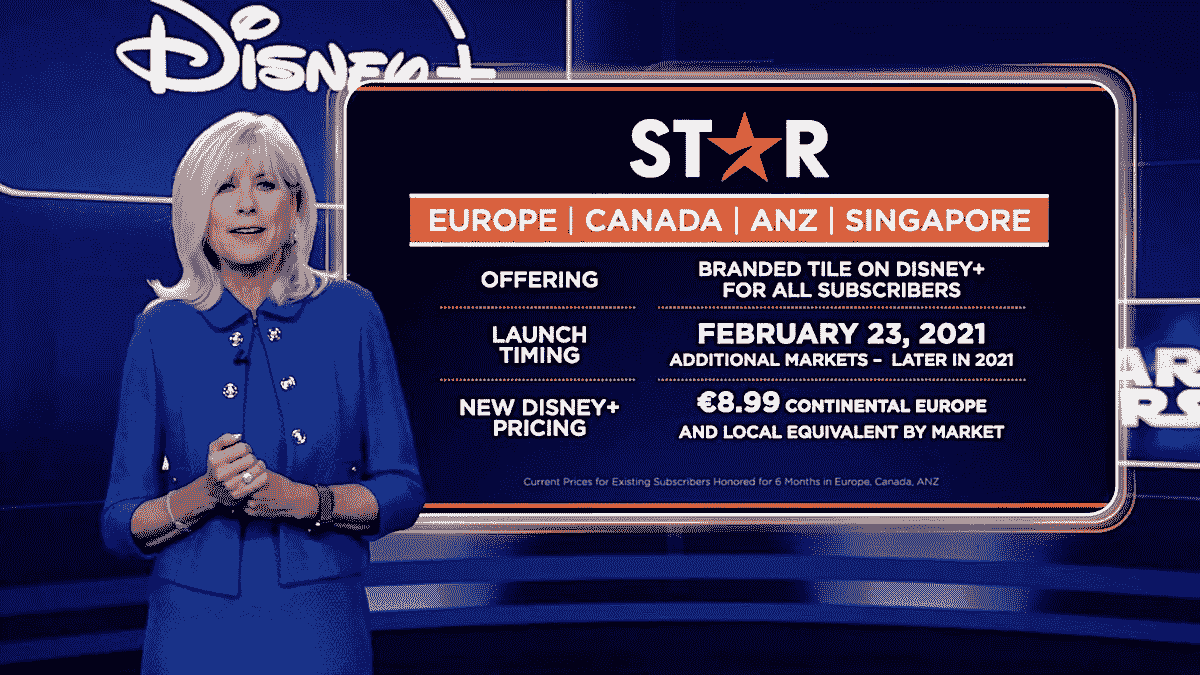 DISNEY+
STAR
EUROPE | CANADA | ANZ | SINGAPORE
OFFERING
BRANDED TILE ON DISNEY+
FOR ALL SUBSCRIBERS
LAUNCH
TIMING
FEBRUARY 23, 2021
ADDITIONAL MARKETS – LATER IN 2021
NEW DISNEY+
PRICING
€8.99 CONTINENTAL EUROPE
AND LOCAL EQUIVALENT BY MARKET
Current Prices for Existing Subscribers Honored for 6 Months in Europe, Canada, ANZ